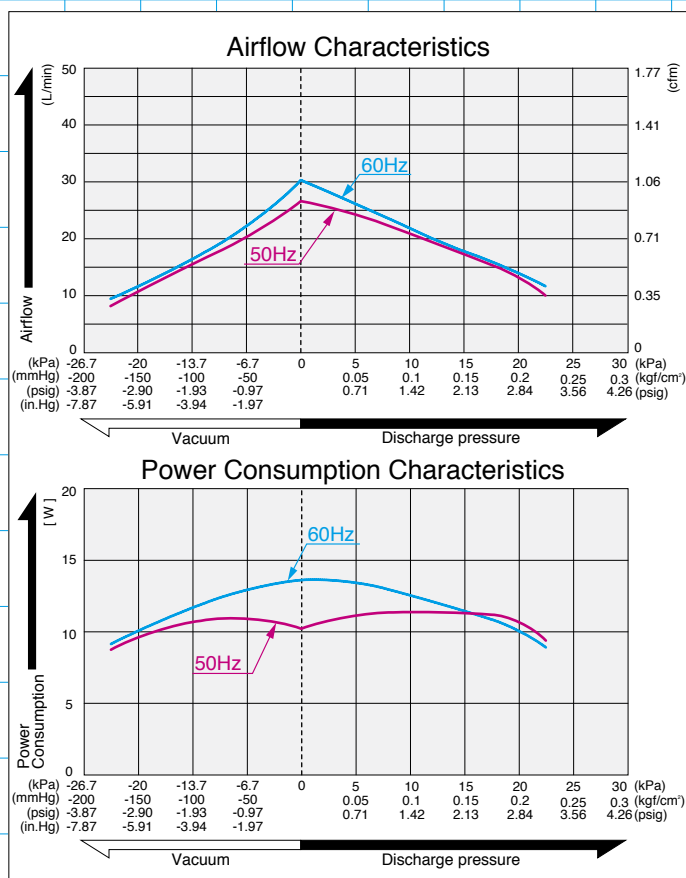 Airflow Characteristics
Airflow
(L/min)
50
40
30
20
10
0
(cfm)
1.77
1.41
1.06
0.71
0.35
0
60Hz
50Hz
(kPa) -26.7 -20 -13.7 -6.7 0 5 10 15 20 25 30 (kPa)
(mmHg) -200 -150 -100 -50 0.05 0.1 0.15 0.2 0.25 0.3 (kgf/cm²)
(psig) -3.87 -2.90 -1.93 -0.97 0.71 1.42 2.13 2.84 3.56 4.26 (psig)
(in.Hg) -7.87 -5.91 -3.94 -1.97
Vacuum Discharge pressure
Power Consumption Characteristics
Power
Consumption
[ W ]
20
15
10
5
0
60Hz
50Hz
(kPa) -26.7 -20 -13.7 -6.7 0 5 10 15 20 25 30 (kPa)
(mmHg) -200 -150 -100 -50 0.05 0.1 0.15 0.2 0.25 0.3 (kgf/cm²)
(psig) -3.87 -2.90 -1.93 -0.97 0.71 1.42 2.13 2.84 3.56 4.26 (psig)
(in.Hg) -7.87 -5.91 -3.94 -1.97
Vacuum Discharge pressure